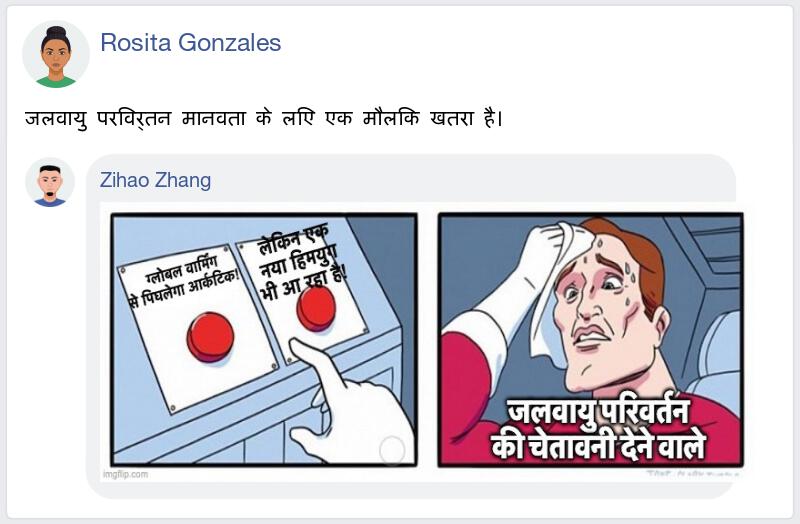 Rosita Gonzales
जलवायु परविर्तन मानवता के लएि एक मौलकि खतरा है।
Zihao Zhang
ग्लोबल वार्मिंग
से पिघलेगा आर्कटिक!
लेकिन एक
नया हिमयुग
भी आ रहा है!
जलवायु परिवर्तन
की चेतावनी देने वाले
imgflip.com